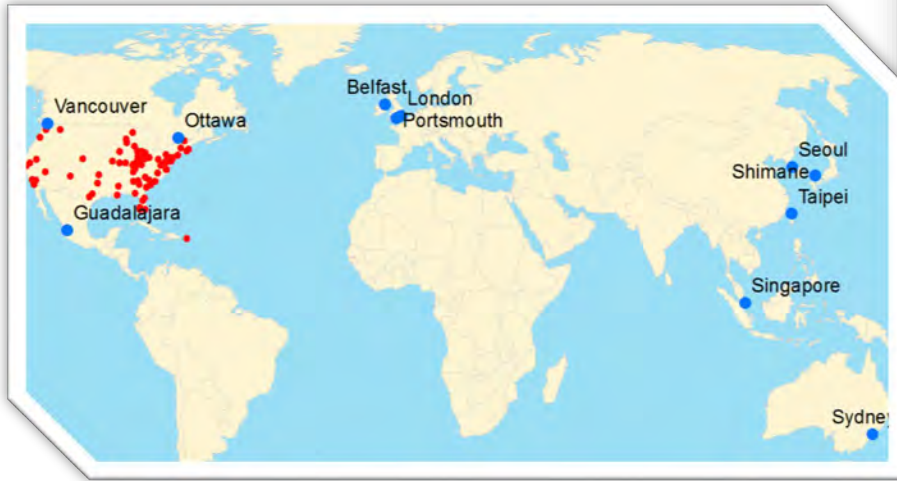 Belfast
London
Vancouver
Portsmouth
Ottawa
Seoul
Shimane
Taipei
Guadalajara
Singapore
Sydney